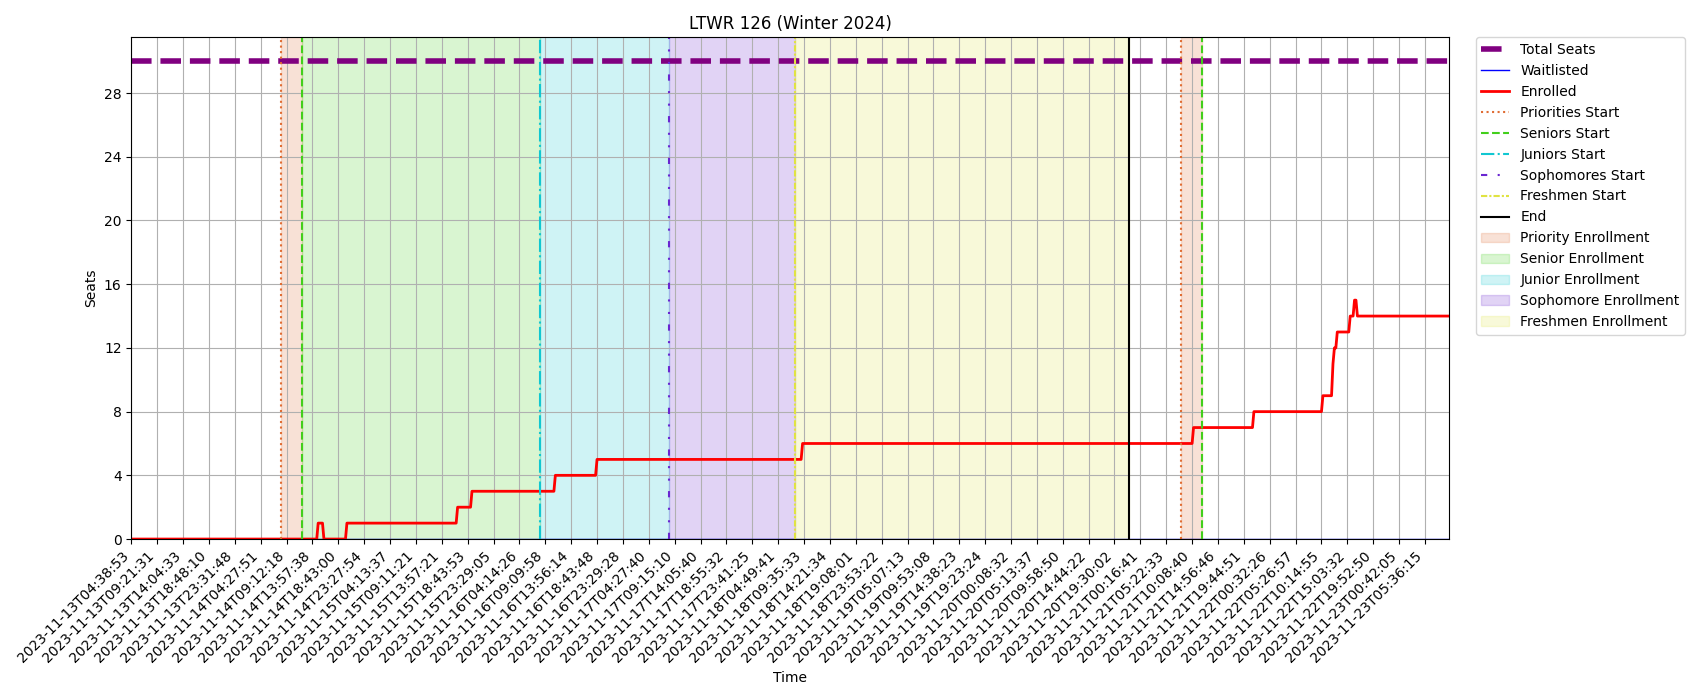 LTWR 126 (Winter 2024)
Seats
28
24
20
16
12
8
4
0
2023-11-13T04:38:53
2023-11-13T09:21:31
2023-11-13T14:04:33
2023-11-13T18:48:10
2023-11-13T23:31:48
2023-11-14T04:27:51
2023-11-14T09:12:18
2023-11-14T13:57:38
2023-11-14T18:43:00
2023-11-14T23:27:54
2023-11-15T04:13:37
2023-11-15T09:11:21
2023-11-15T13:57:21
2023-11-15T18:43:53
2023-11-15T23:29:05
2023-11-16T04:14:26
2023-11-16T09:09:58
2023-11-16T13:56:14
2023-11-16T18:43:48
2023-11-16T23:29:28
2023-11-17T04:27:40
2023-11-17T09:15:10
2023-11-17T14:05:40
2023-11-17T18:55:32
2023-11-17T23:41:25
2023-11-18T04:49:41
2023-11-18T09:35:33
2023-11-18T14:21:34
2023-11-18T19:08:01
2023-11-18T23:53:22
2023-11-19T05:07:13
2023-11-19T09:53:08
2023-11-19T14:38:23
2023-11-19T19:23:24
2023-11-20T00:08:32
2023-11-20T05:13:37
2023-11-20T09:58:50
2023-11-20T14:44:22
2023-11-20T19:30:02
2023-11-21T00:16:41
2023-11-21T05:22:33
2023-11-21T10:08:40
2023-11-21T14:56:46
2023-11-21T19:44:51
2023-11-22T00:32:26
2023-11-22T05:26:57
2023-11-22T10:14:55
2023-11-22T15:03:32
2023-11-22T19:52:50
2023-11-23T00:42:05
2023-11-23T05:36:15
Time
Total Seats
Waitlisted
Enrolled
Priorities Start
Seniors Start
Juniors Start
Sophomores Start
Freshmen Start
End
Priority Enrollment
Senior Enrollment
Junior Enrollment
Sophomore Enrollment
Freshmen Enrollment